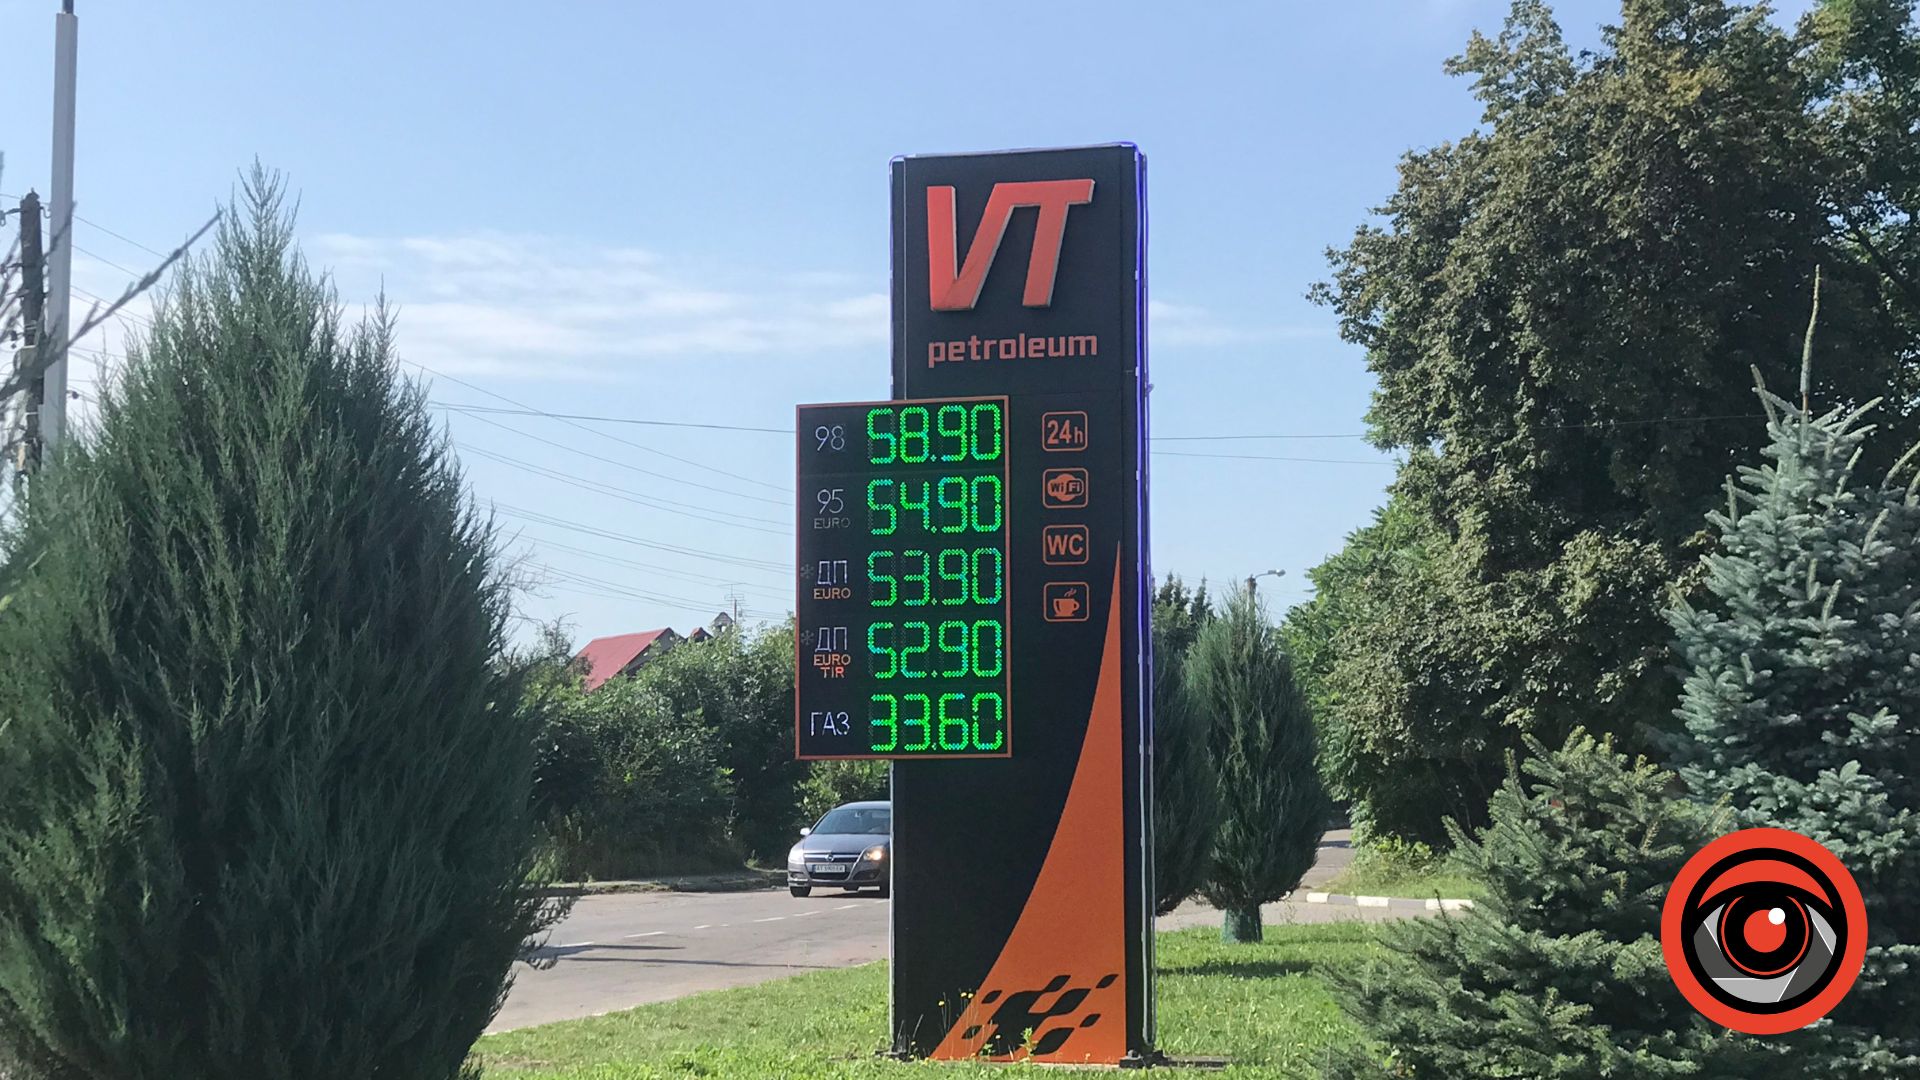 VT
petroleum
98 58.90
95 54.90
EURO
*ДП 53.90
EURO
*ДП 52.90
EURO
TIR
ГАЗ 33.60
24h
WiFi
WC